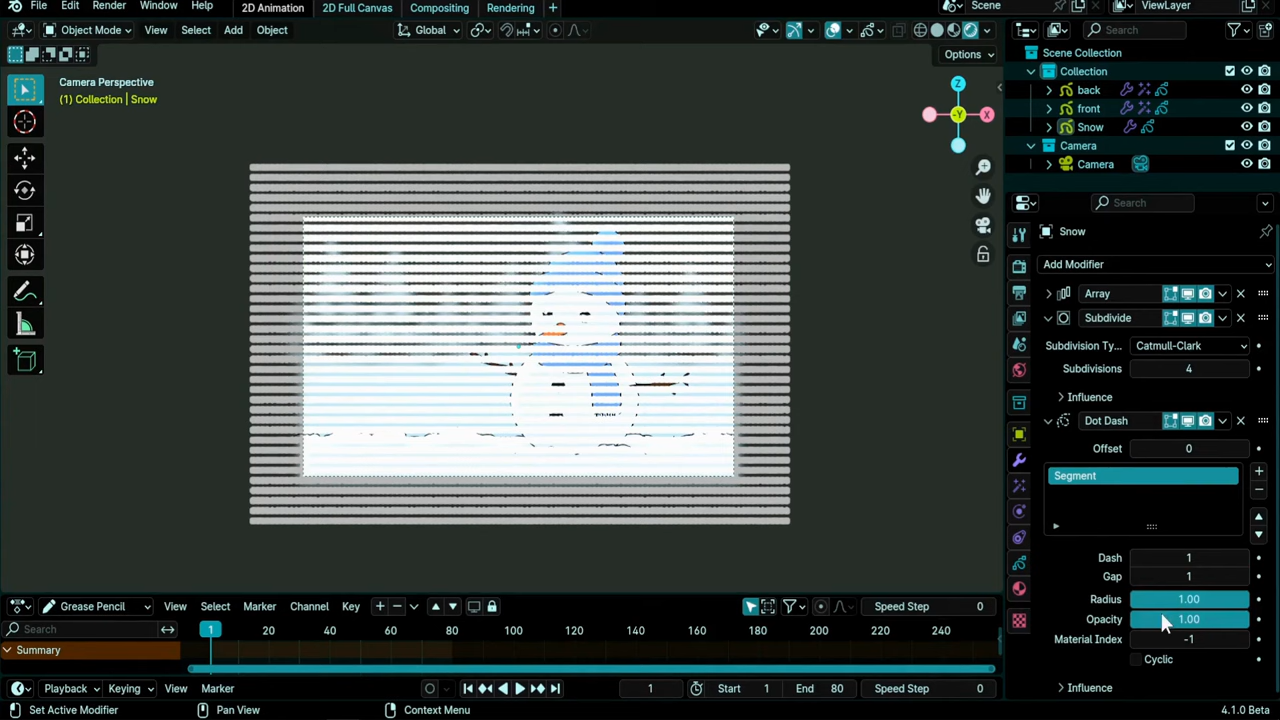 File Edit Render Window Help 2D Animation 2D Full Canvas Compositing Rendering + Scene ViewLayer
Object Mode View Select Add Object Global Search
Options
Camera Perspective
(1) Collection | Snow
Z
-Y X
Scene Collection
Collection
back
front
Snow
Camera
Camera
Search
Snow
Add Modifier
Array
Subdivide
Subdivision Ty... Catmull-Clark
Subdivisions 4
Influence
Dot Dash
Offset 0
Segment
Dash 1
Gap 1
Radius 1.00
Opacity 1.00
Material Index -1
Cyclic
Influence
Grease Pencil View Select Marker Channel Key Speed Step 0
Search 1 20 40 60 80 100 120 140 160 180 200 220 240
Summary
Playback Keying View Marker 1 Start 1 End 80 Speed Step 0
Set Active Modifier Pan View Context Menu 4.1.0 Beta